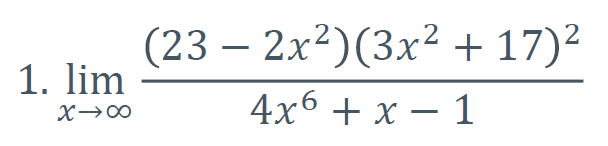 1. lim x→∞ (23 − 2x²)(3x² + 17)² / 4x⁶ + x − 1